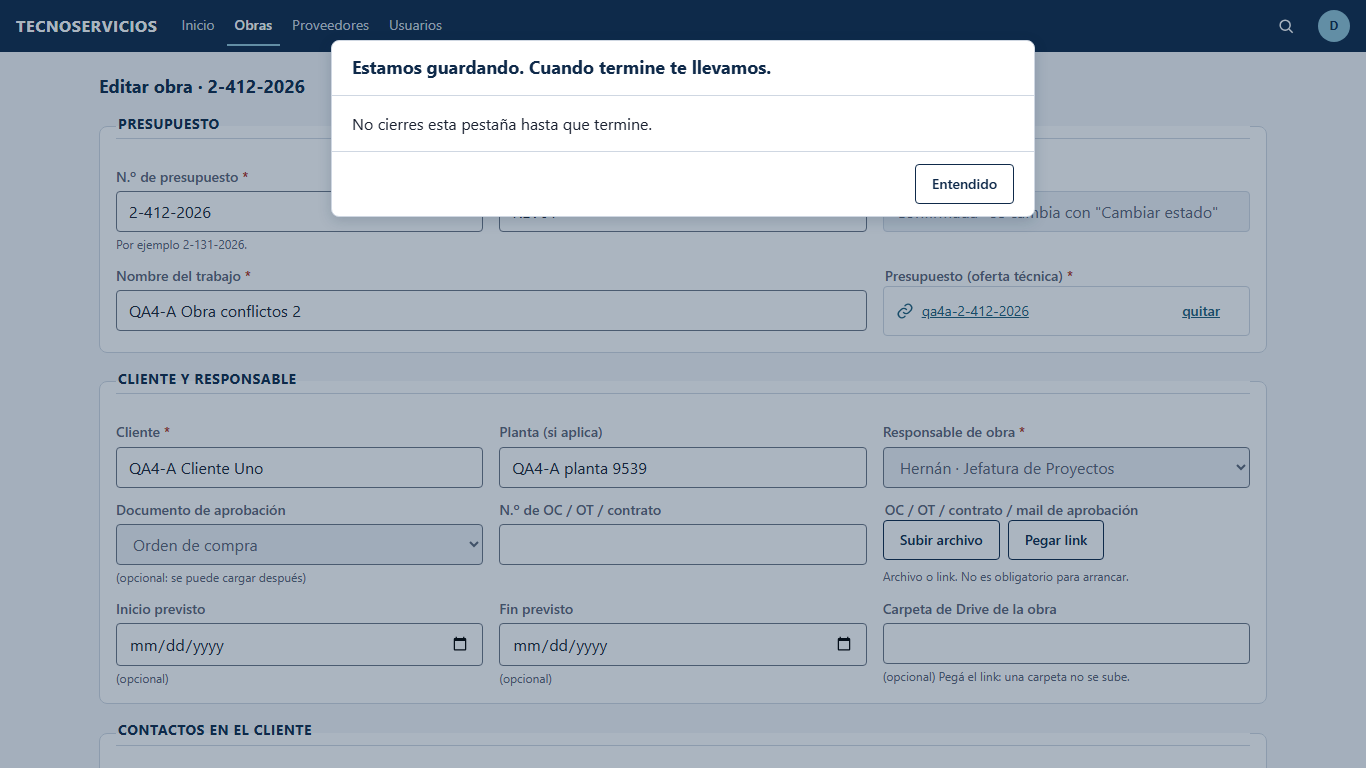 TECNOSERVICIOS Inicio Obras Proveedores Usuarios D
Estamos guardando. Cuando termine te llevamos.
No cierres esta pestaña hasta que termine.
Entendido
Editar obra · 2-412-2026
PRESUPUESTO
N.º de presupuesto *
2-412-2026
se cambia con "Cambiar estado"
Por ejemplo 2-131-2026.
Nombre del trabajo *
Presupuesto (oferta técnica) *
QA4-A Obra conflictos 2
qa4a-2-412-2026 quitar
CLIENTE Y RESPONSABLE
Cliente *
Planta (si aplica)
Responsable de obra *
QA4-A Cliente Uno
QA4-A planta 9539
Hernán · Jefatura de Proyectos
Documento de aprobación
N.º de OC / OT / contrato
OC / OT / contrato / mail de aprobación
Orden de compra
Subir archivo Pegar link
(opcional: se puede cargar después)
Archivo o link. No es obligatorio para arrancar.
Inicio previsto
Fin previsto
Carpeta de Drive de la obra
mm/dd/yyyy
mm/dd/yyyy
(opcional)
(opcional)
(opcional) Pegá el link: una carpeta no se sube.
CONTACTOS EN EL CLIENTE